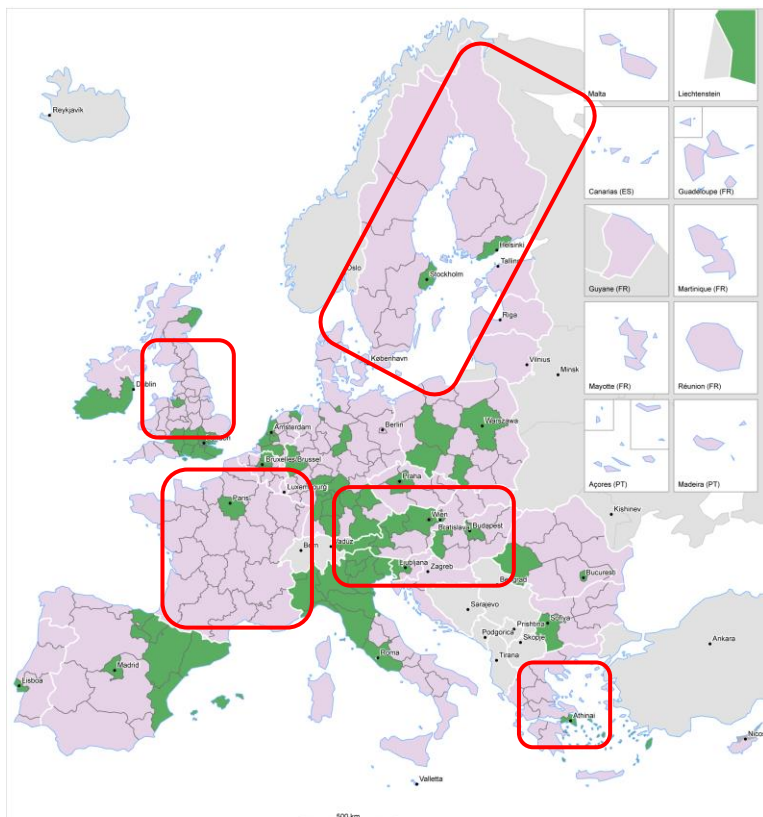 Reykjavik
Malta
Liechtenstein
Canarias (ES)
Guadeloupe (FR)
Guyane (FR)
Martinique (FR)
Mayotte (FR)
Réunion (FR)
Açores (PT)
Madeira (PT)
Oslo
Helsinki
Tallinn
Stockholm
Riga
København
Vilnius
Minsk
Dublin
Amsterdam
Berlin
Warszawa
Bruxelles/Brussel
Luxembourg
Praha
Paris
Kishinev
Wien
Bratislava
Budapest
Bern
Vaduz
Ljubljana
Zagreb
Beograd
Bucuresti
Sarajevo
Prishtina
Sofiya
Podgorica
Skopje
Ankara
Tirana
Roma
Madrid
Lisboa
Athinai
Valletta
500 km